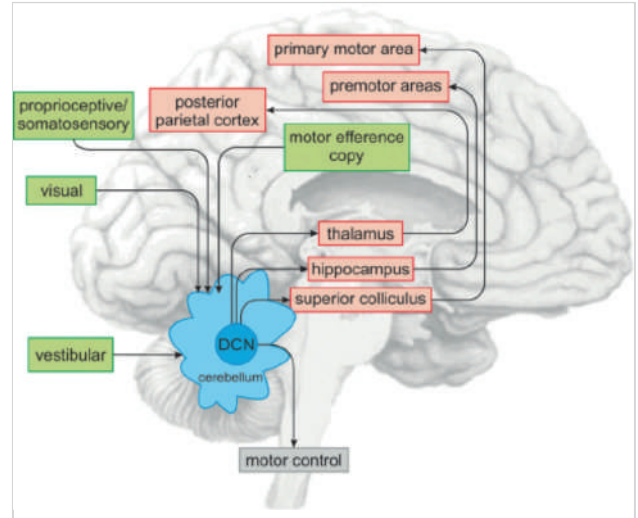 primary motor area
premotor areas
proprioceptive/
somatosensory
posterior
parietal cortex
motor efference
copy
visual
thalamus
hippocampus
superior colliculus
vestibular
DCN
cerebellum
motor control